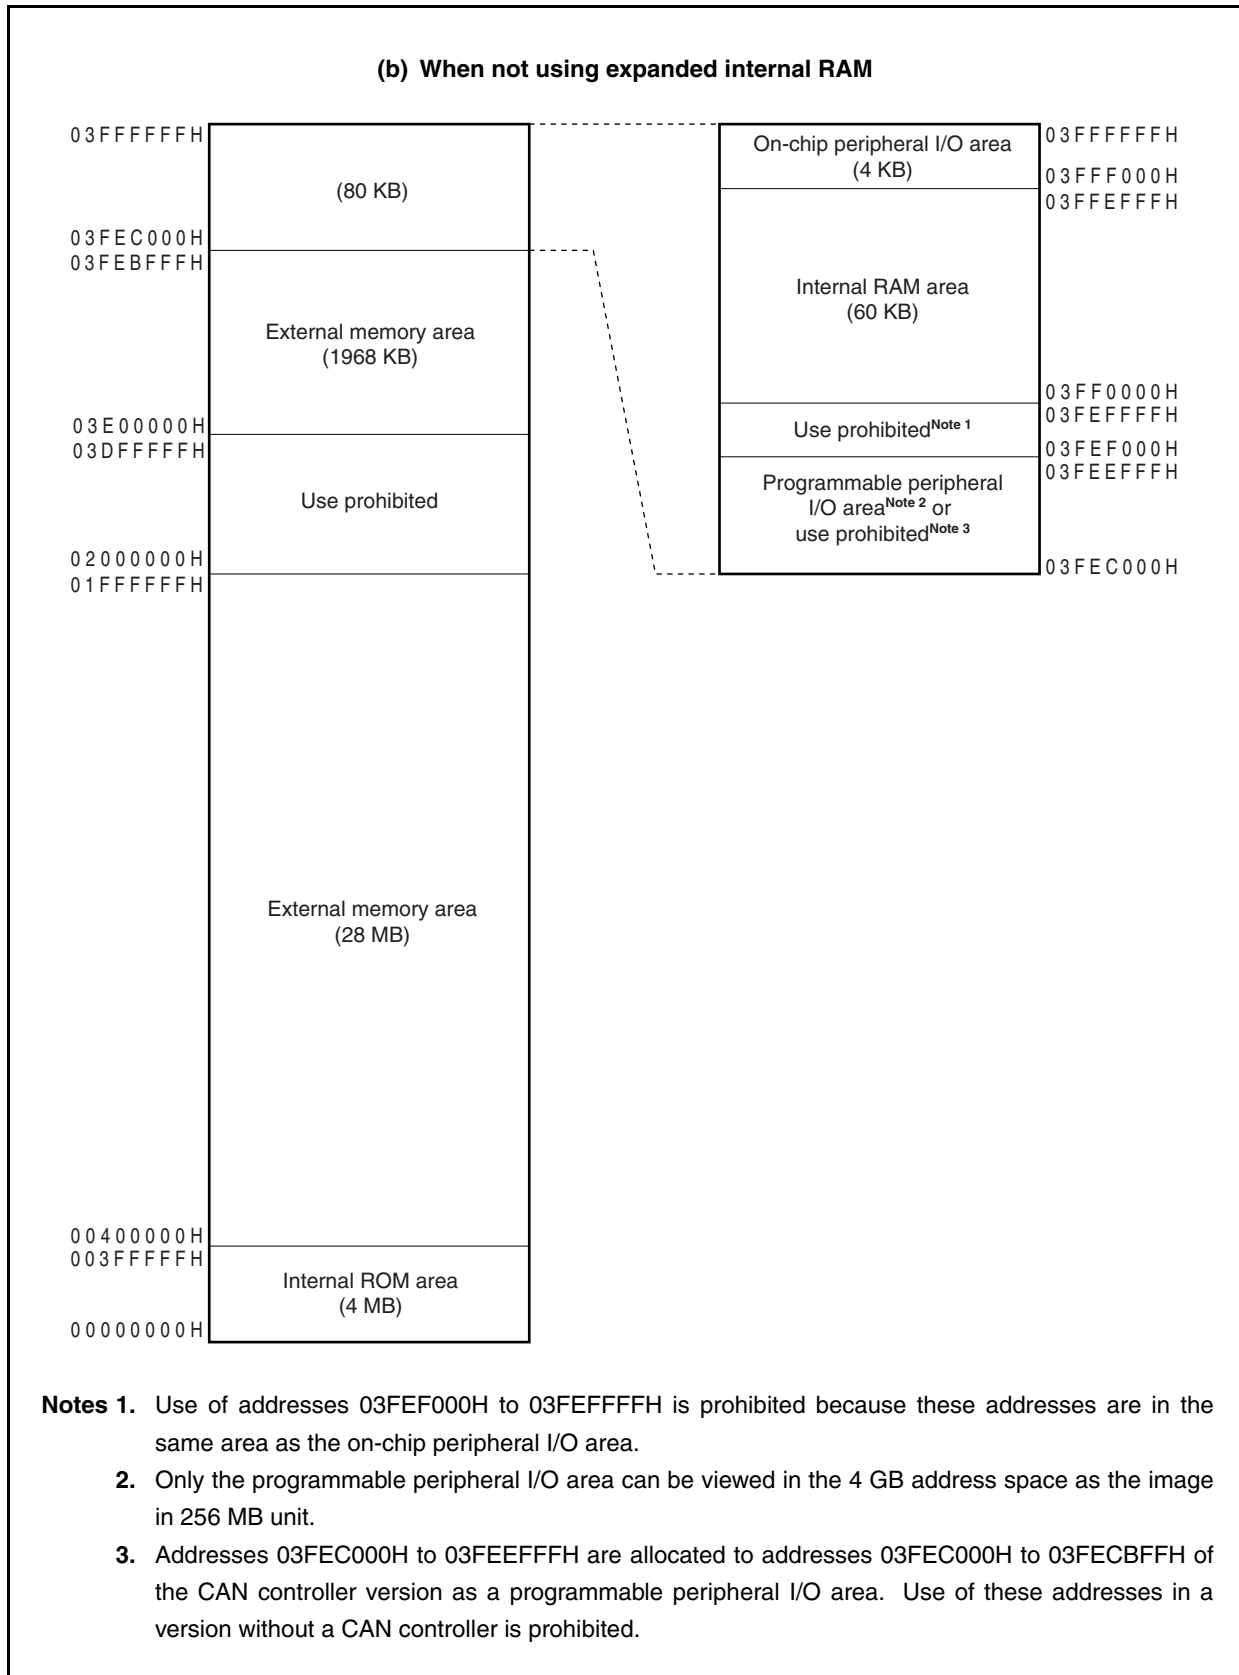 (b) When not using expanded internal RAM
03FFFFFFH
(80 KB)
03FEC000H
03FEBFFFH
External memory area
(1968 KB)
03E00000H
03DFFFFFH
Use prohibited
02000000H
01FFFFFFH
External memory area
(28 MB)
00400000H
003FFFFFH
Internal ROM area
(4 MB)
00000000H
On-chip peripheral I/O area
(4 KB)
03FFFFFFH
03FFF000H
03FFEFFFH
Internal RAM area
(60 KB)
03FF0000H
03FEFFFFH
Use prohibitedNote 1
03FEF000H
03FEEFFFH
Programmable peripheral
I/O areaNote 2 or
use prohibitedNote 3
03FEC000H
Notes 1. Use of addresses 03FEF000H to 03FEFFFFH is prohibited because these addresses are in the
same area as the on-chip peripheral I/O area.
2. Only the programmable peripheral I/O area can be viewed in the 4 GB address space as the image
in 256 MB unit.
3. Addresses 03FEC000H to 03FEEFFFH are allocated to addresses 03FEC000H to 03FECBFFH of
the CAN controller version as a programmable peripheral I/O area. Use of these addresses in a
version without a CAN controller is prohibited.